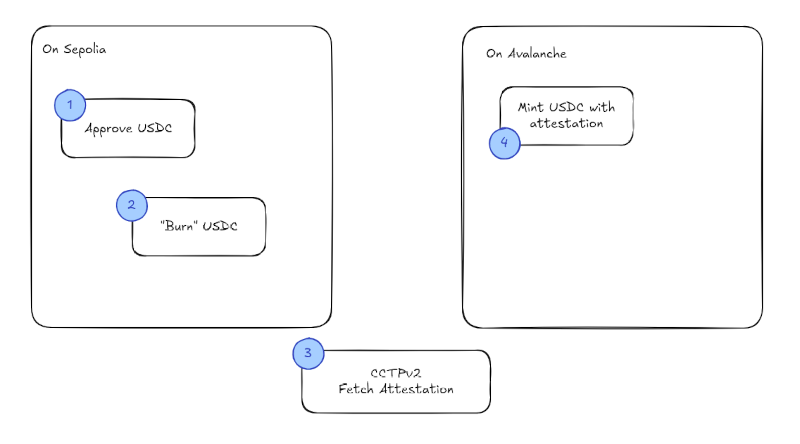 On Sepolia
1
Approve USDC
2
"Burn" USDC
3
CCTPv2
Fetch Attestation
On Avalanche
Mint USDC with
attestation
4